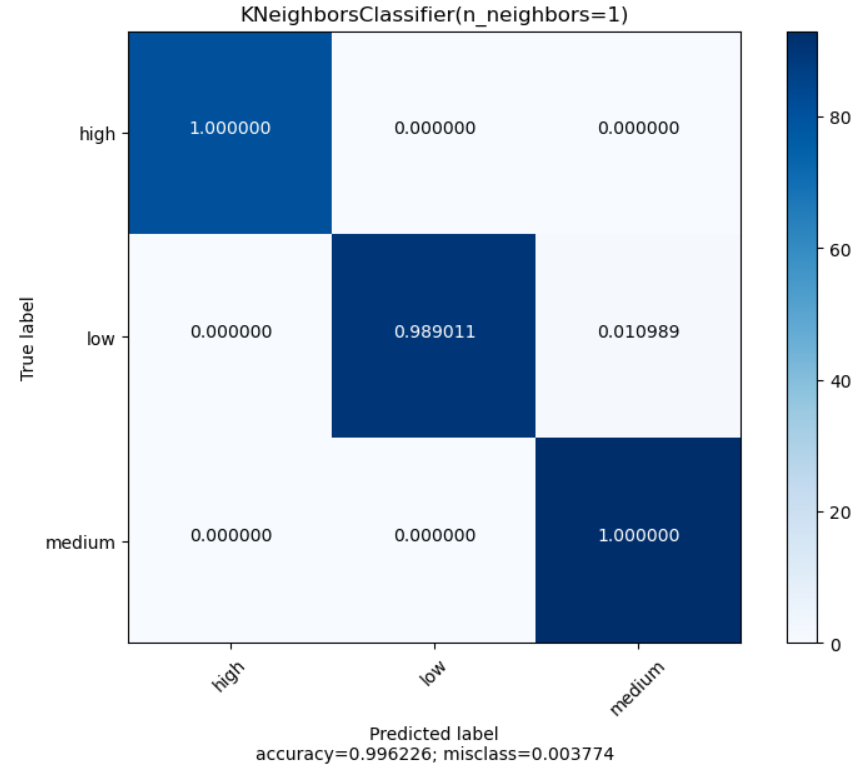 KNeighborsClassifier(n_neighbors=1)
high 1.000000 0.000000 0.000000
low 0.000000 0.989011 0.010989
medium 0.000000 0.000000 1.000000
True label
high low medium
Predicted label
accuracy=0.996226; misclass=0.003774
80
60
40
20
0